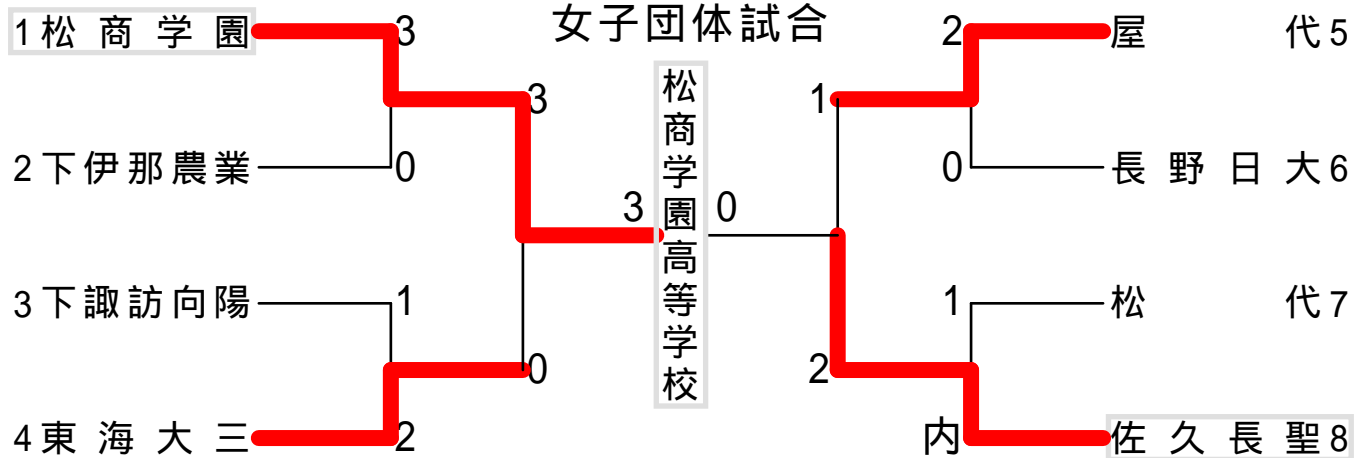 女子団体試合
1 松商学園 3
2 下伊那農業 0
3 下諏訪向陽 1
4 東海大三 2
3
0
3
松商学園高等学校
0
1
2
2 屋代 5
0 長野日大 6
1 松代 7
内 佐久長聖 8